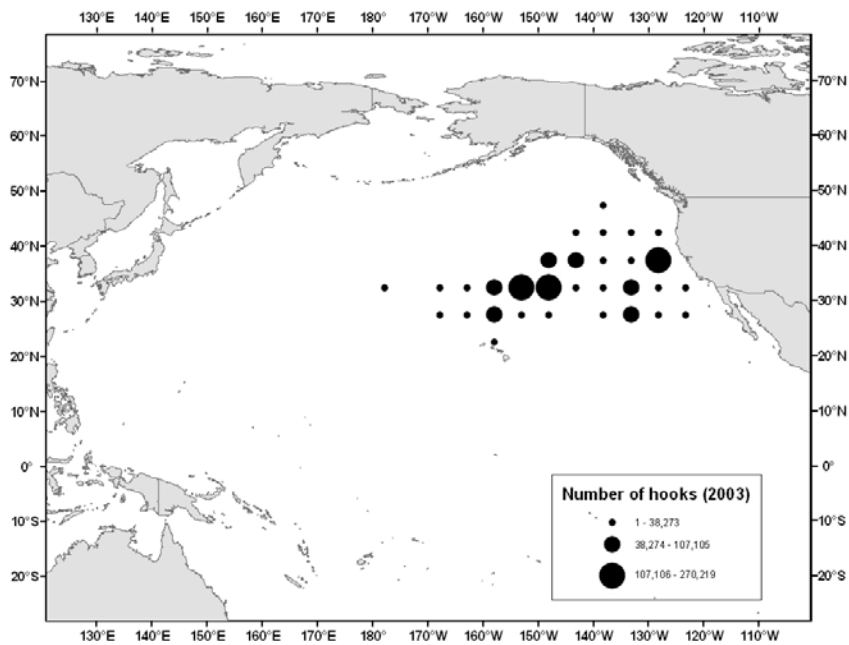 130°E 140°E 150°E 160°E 170°E 180° 170°W 160°W 150°W 140°W 130°W 120°W 110°W
70°N 70°N
60°N 60°N
50°N 50°N
40°N 40°N
30°N 30°N
20°N 20°N
10°N 10°N
0° 0°
Number of hooks (2003)
1 - 38,273
10°S 10°S
38,274 - 107,105
107,106 - 270,219
20°S 20°S
130°E 140°E 150°E 160°E 170°E 170°W 160°W 150°W 140°W 130°W 120°W 110°W